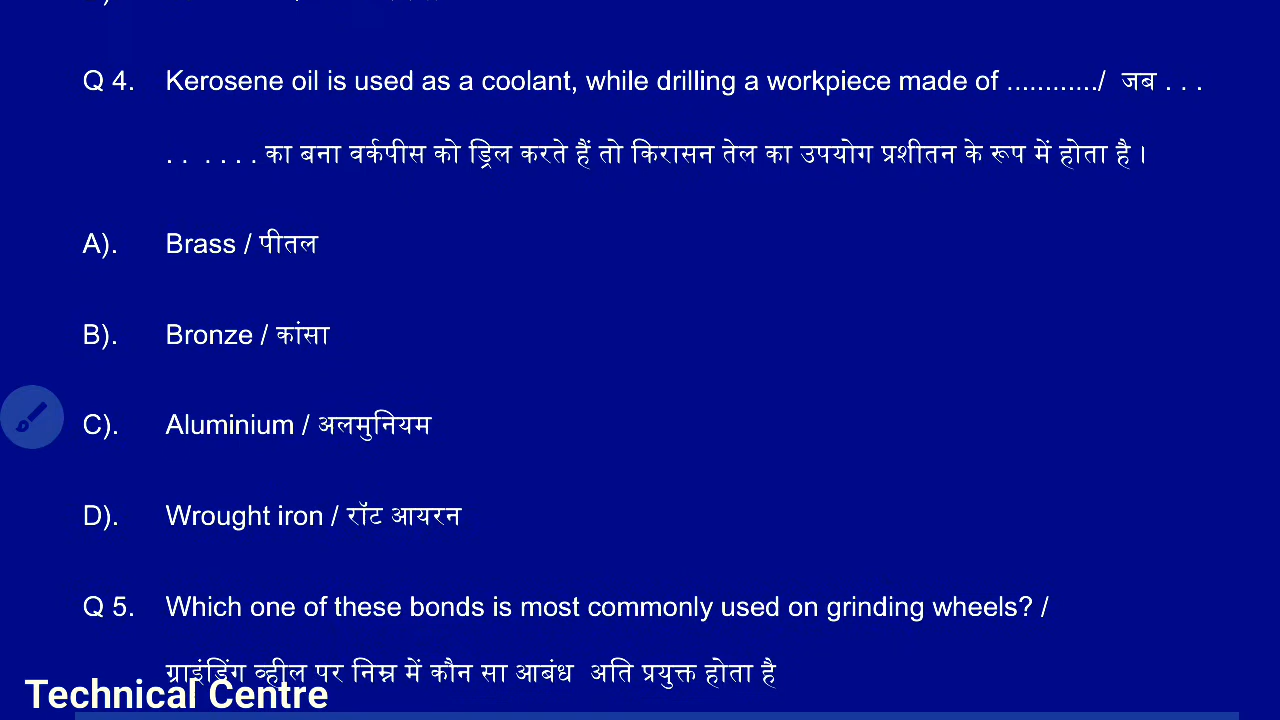 Q 4. Kerosene oil is used as a coolant, while drilling a workpiece made of ............/ जब . . .
. . . . . . का बना वर्कपीस को ड्रिल करते हैं तो किरासन तेल का उपयोग प्रशीतन के रूप में होता है ।
A). Brass / पीतल
B). Bronze / कांसा
C). Aluminium / अलमुनियम
D). Wrought iron / रॉट आयरन
Q 5. Which one of these bonds is most commonly used on grinding wheels? /
ग्राइंडिंग व्हील पर निम्न में कौन सा आबंध अति प्रयुक्त होता है
Technical Centre